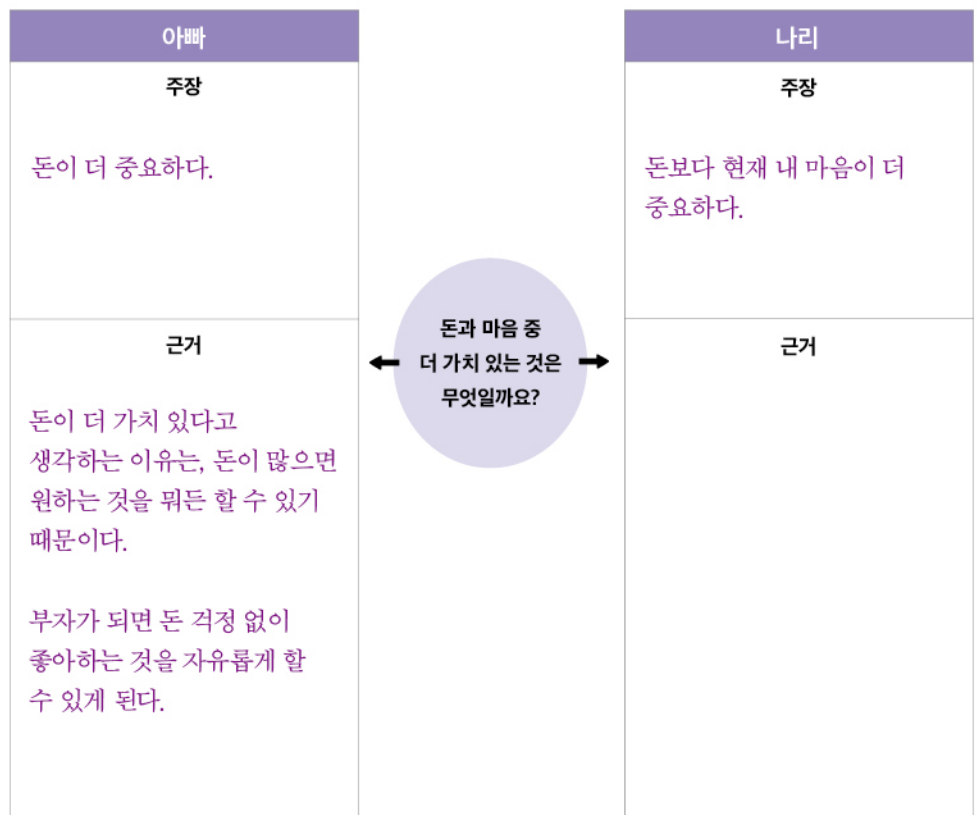 아빠
주장
돈이 더 중요하다.
근거
돈이 더 가치 있다고
생각하는 이유는, 돈이 많으면
원하는 것을 뭐든 할 수 있기
때문이다.
부자가 되면 돈 걱정 없이
좋아하는 것을 자유롭게 할
수 있게 된다.
돈과 마음 중
더 가치 있는 것은
무엇일까요?
나리
주장
돈보다 현재 내 마음이 더
중요하다.
근거